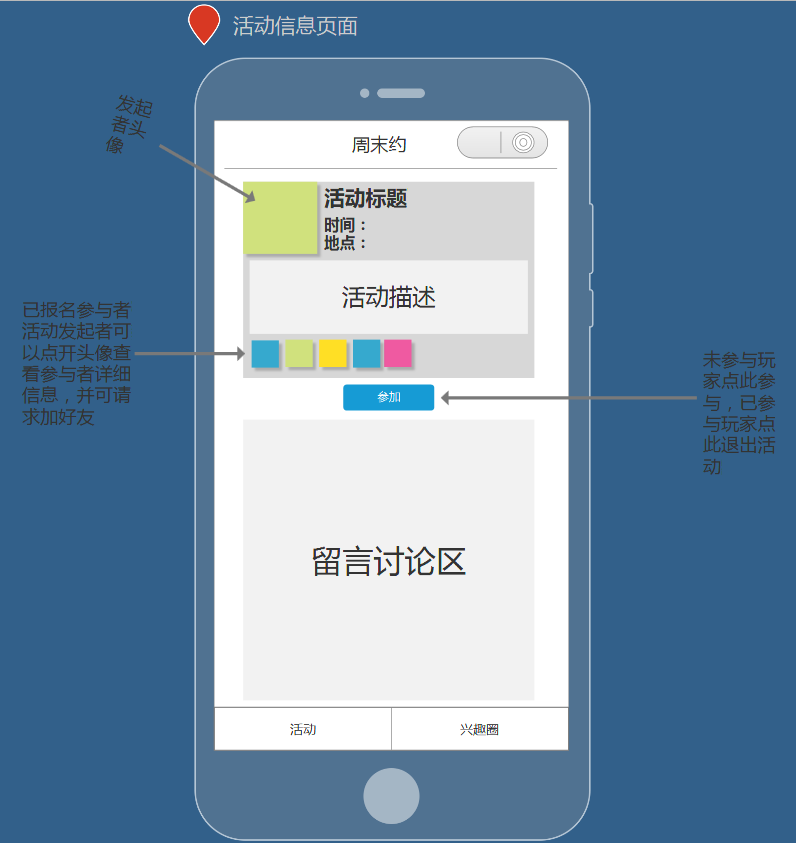 活动信息页面
发起
者头
像
周末约
活动标题
时间：
地点：
活动描述
已报名参与者
活动发起者可
以点开头像查
看参与者详细
信息，并可请
求加好友
参加
未参与玩
家点此参
与，已参
与玩家点
此退出活
动
留言讨论区
活动
兴趣圈